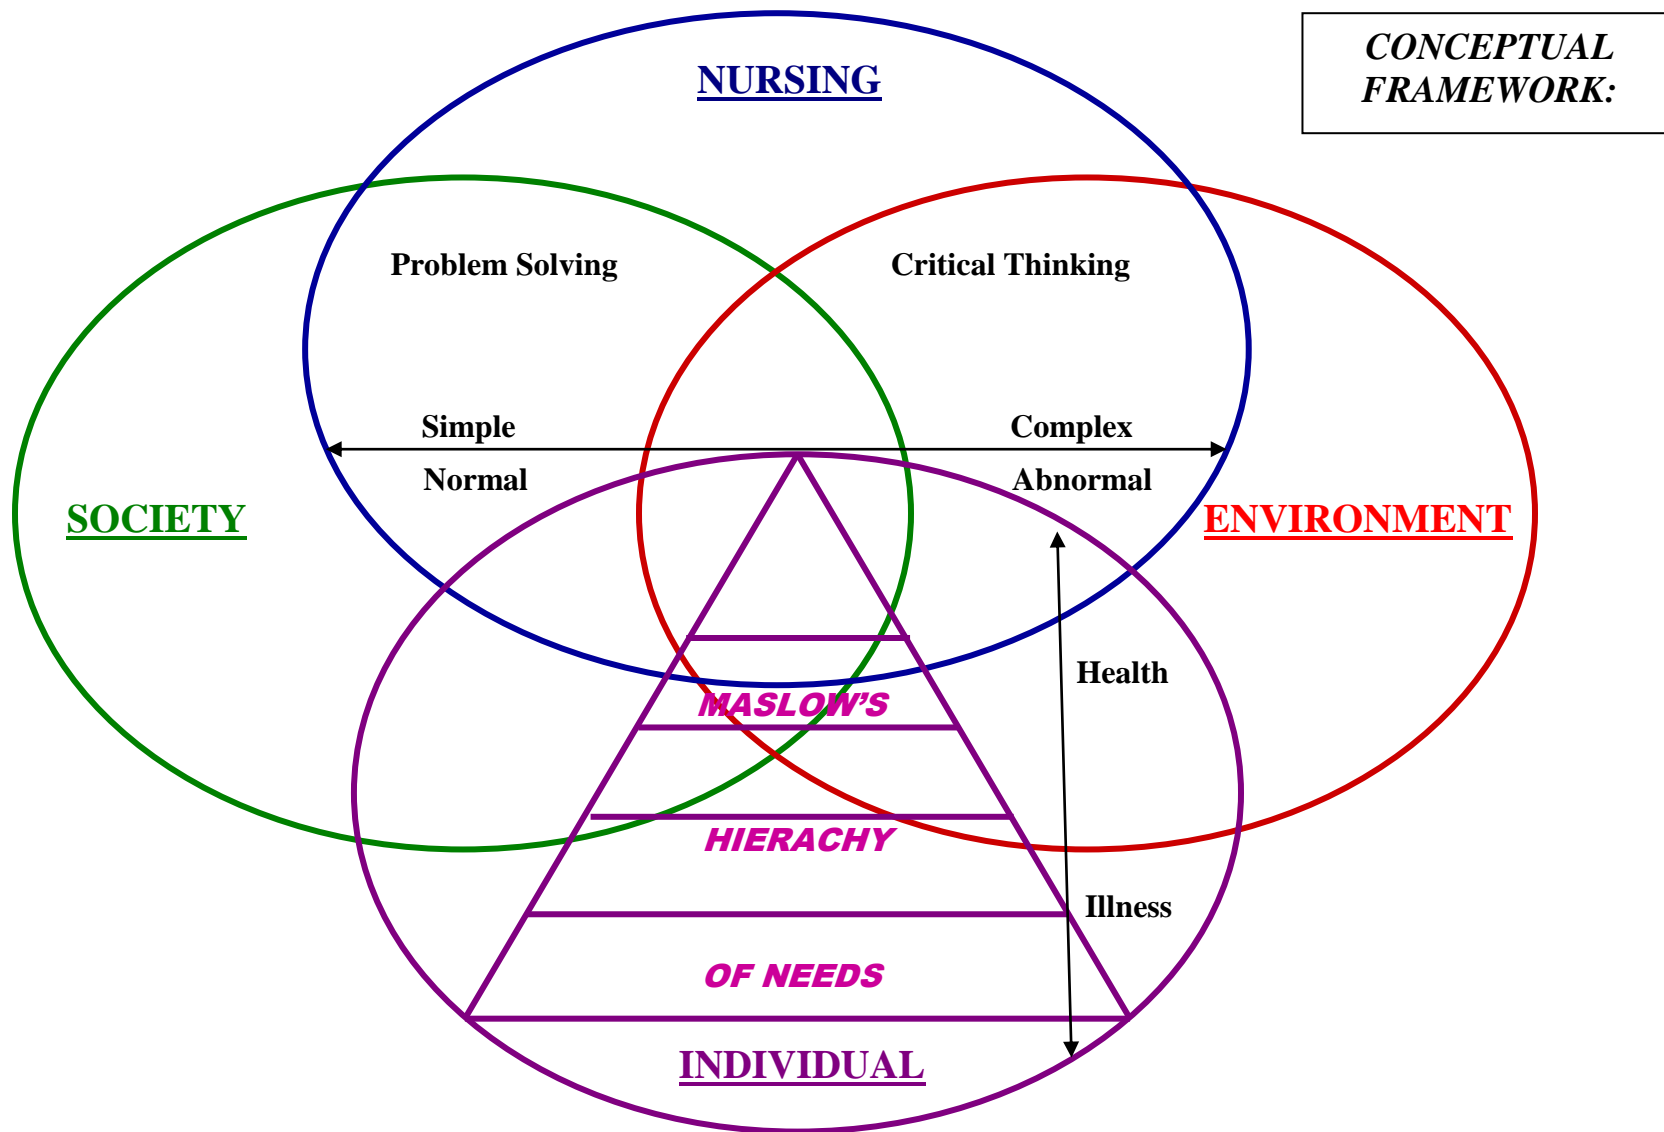 CONCEPTUAL
FRAMEWORK:
NURSING
Problem Solving
Critical Thinking
Simple
Complex
Normal
Abnormal
SOCIETY
ENVIRONMENT
Health
MASLOW’S
HIERACHY
Illness
OF NEEDS
INDIVIDUAL